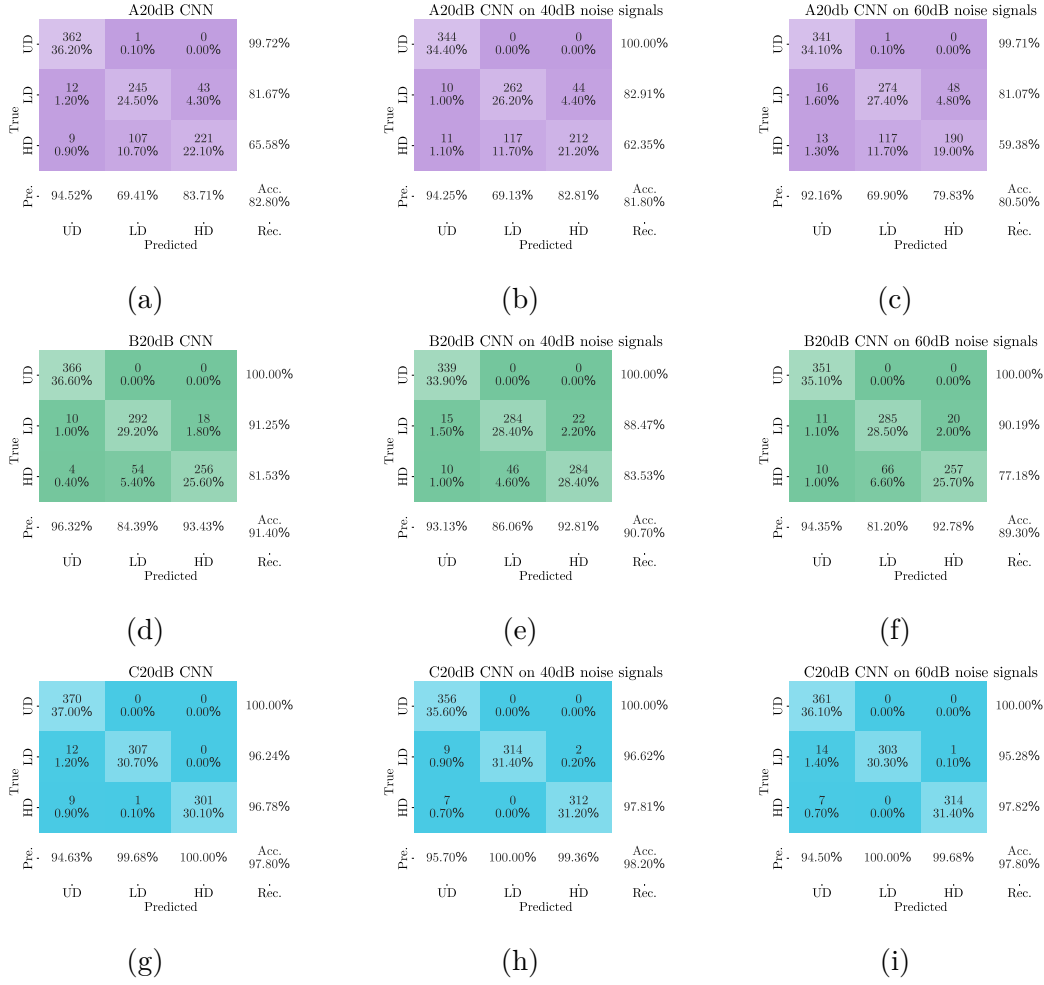 A20dB CNN
UD
362 1 0
36.20% 0.10% 0.00%
99.72%
LD
12 245 43
1.20% 24.50% 4.30%
81.67%
True
HD
9 107 221
0.90% 10.70% 22.10%
65.58%
Pre.
94.52% 69.41% 83.71%
Acc.
82.80%
UD LD HD Rec.
Predicted
(a)
A20dB CNN on 40dB noise signals
UD
344 0 0
34.40% 0.00% 0.00%
100.00%
LD
10 262 44
1.00% 26.20% 4.40%
82.91%
True
HD
11 117 212
1.10% 11.70% 21.20%
62.35%
Pre.
94.25% 69.13% 82.81%
Acc.
81.80%
UD LD HD Rec.
Predicted
(b)
A20db CNN on 60dB noise signals
UD
341 1 0
34.10% 0.10% 0.00%
99.71%
LD
16 274 48
1.60% 27.40% 4.80%
81.07%
True
HD
13 117 190
1.30% 11.70% 19.00%
59.38%
Pre.
92.16% 69.90% 79.83%
Acc.
80.50%
UD LD HD Rec.
Predicted
(c)
B20dB CNN
UD
366 0 0
36.60% 0.00% 0.00%
100.00%
LD
10 292 18
1.00% 29.20% 1.80%
91.25%
True
HD
4 54 256
0.40% 5.40% 25.60%
81.53%
Pre.
96.32% 84.39% 93.43%
Acc.
91.40%
UD LD HD Rec.
Predicted
(d)
B20dB CNN on 40dB noise signals
UD
339 0 0
33.90% 0.00% 0.00%
100.00%
LD
15 284 22
1.50% 28.40% 2.20%
88.47%
True
HD
10 46 284
1.00% 4.60% 28.40%
83.53%
Pre.
93.13% 86.06% 92.81%
Acc.
90.70%
UD LD HD Rec.
Predicted
(e)
B20dB CNN on 60dB noise signals
UD
351 0 0
35.10% 0.00% 0.00%
100.00%
LD
11 285 20
1.10% 28.50% 2.00%
90.19%
True
HD
10 66 257
1.00% 6.60% 25.70%
77.18%
Pre.
94.35% 81.20% 92.78%
Acc.
89.30%
UD LD HD Rec.
Predicted
(f)
C20dB CNN
UD
370 0 0
37.00% 0.00% 0.00%
100.00%
LD
12 307 0
1.20% 30.70% 0.00%
96.24%
True
HD
9 1 301
0.90% 0.10% 30.10%
96.78%
Pre.
94.63% 99.68% 100.00%
Acc.
97.80%
UD LD HD Rec.
Predicted
(g)
C20dB CNN on 40dB noise signals
UD
356 0 0
35.60% 0.00% 0.00%
100.00%
LD
9 314 2
0.90% 31.40% 0.20%
96.62%
True
HD
7 0 312
0.70% 0.00% 31.20%
97.81%
Pre.
95.70% 100.00% 99.36%
Acc.
98.20%
UD LD HD Rec.
Predicted
(h)
C20dB CNN on 60dB noise signals
UD
361 0 0
36.10% 0.00% 0.00%
100.00%
LD
14 303 1
1.40% 30.30% 0.10%
95.28%
True
HD
7 0 314
0.70% 0.00% 31.40%
97.82%
Pre.
94.50% 100.00% 99.68%
Acc.
97.80%
UD LD HD Rec.
Predicted
(i)